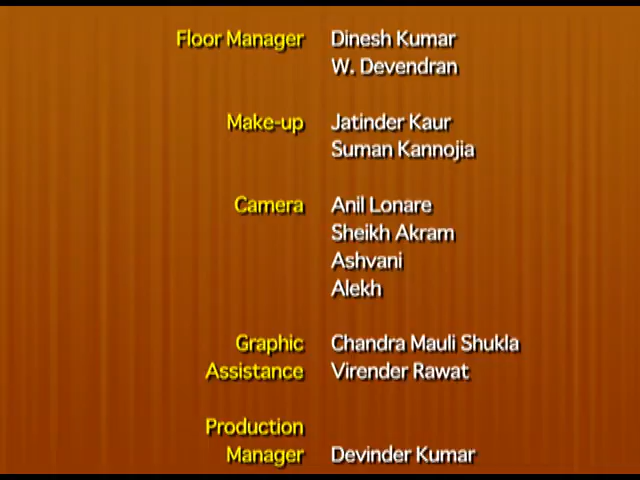 Floor Manager Dinesh Kumar
W. Devendran
Make-up Jatinder Kaur
Suman Kannojia
Camera Anil Lonare
Sheikh Akram
Ashvani
Alekh
Graphic Chandra Mauli Shukla
Assistance Virender Rawat
Production
Manager Devinder Kumar